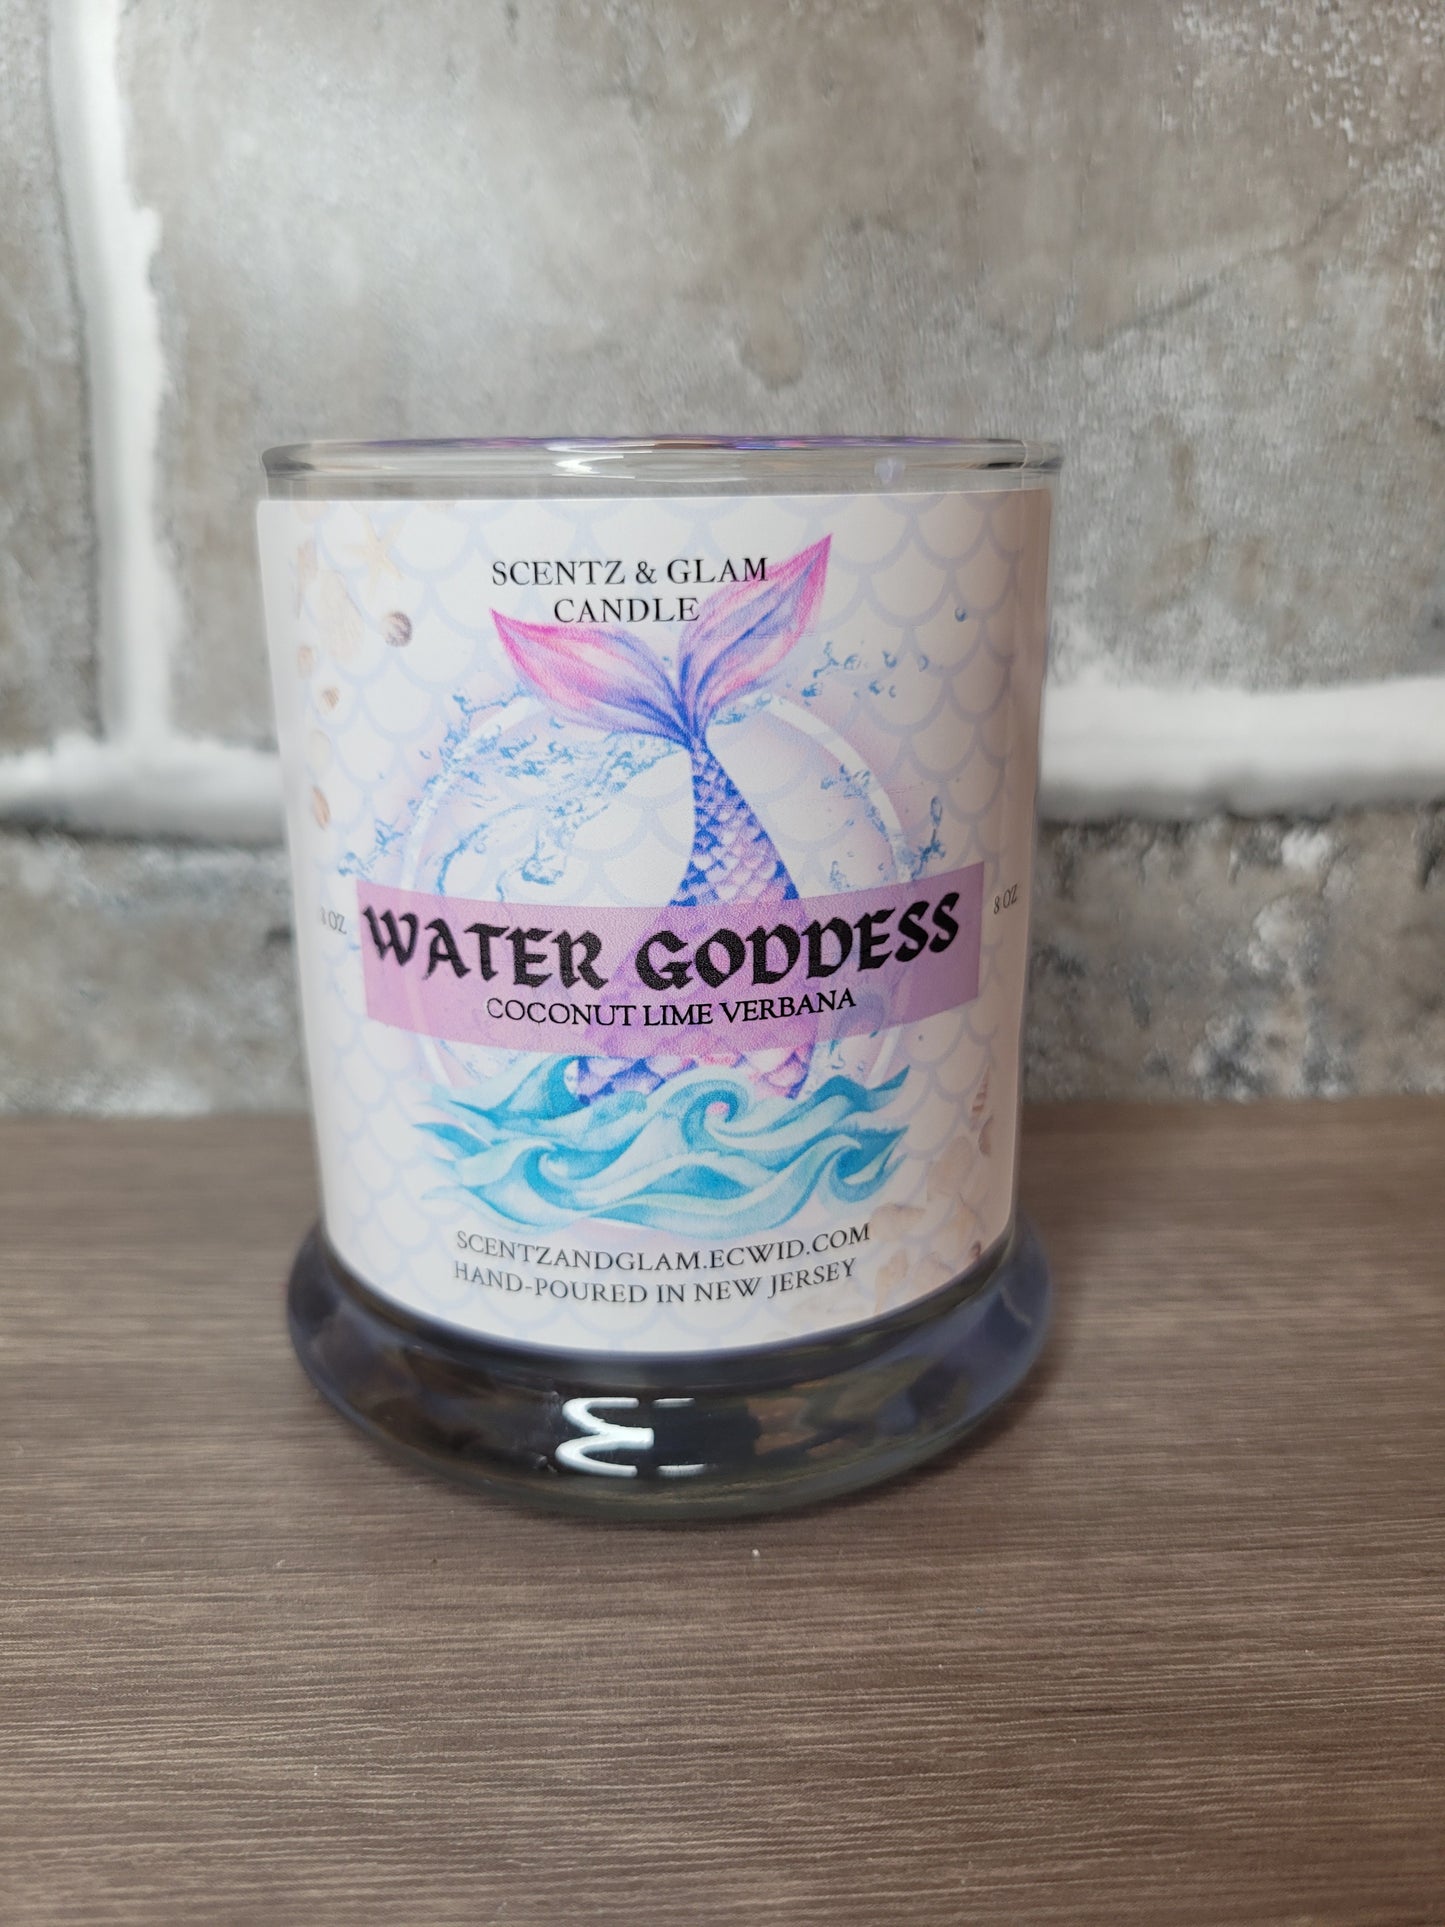 SCENTZ & GLAM
CANDLE
8 OZ
WATER GODDESS
8 OZ
COCONUT LIME VERBANA
SCENTZANDGLAM.ECWID.COM
HAND-POURED IN NEW JERSEY